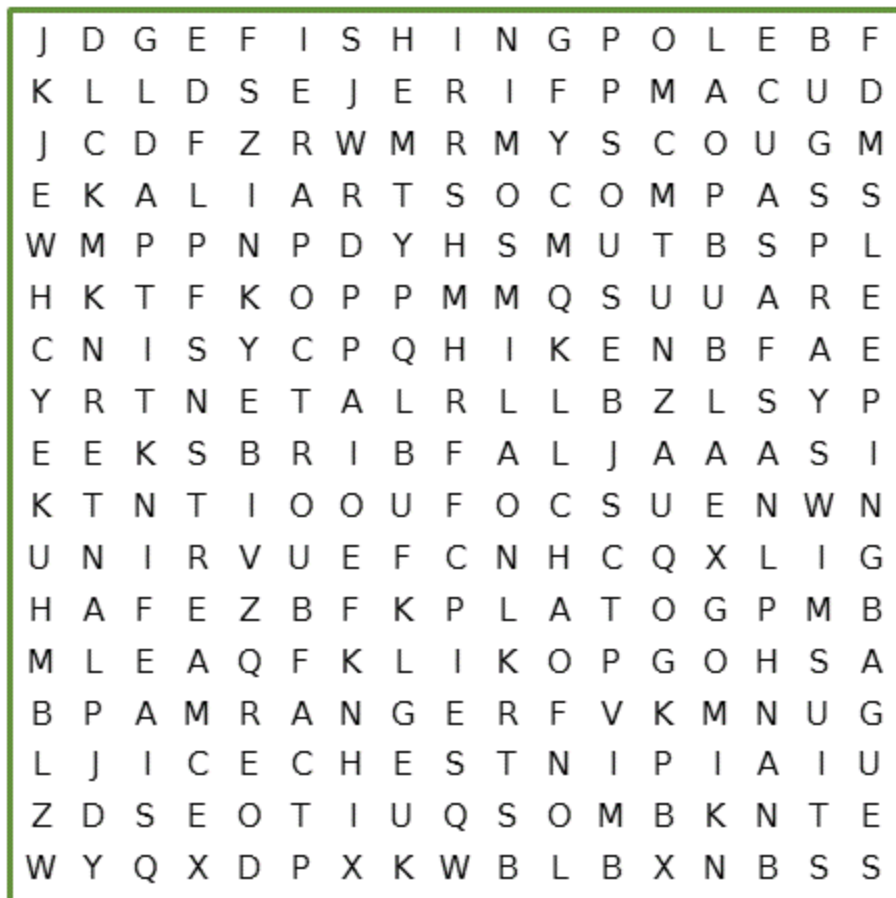 J D G E F I S H I N G P O L E B F
K L L D S E J E R I F P M A C U D
J C D F Z R W M R M Y S C O U G M
E K A L I A R T S O C O M P A S S
W M P P N P D Y H S M U T B S P L
H K T F K O P P M M Q S U U A R E
C N I S Y C P Q H I K E N B F A E
Y R T N E T A L R L L B Z L S Y P
E E K S B R I B F A L J A A A S I
K T N T I O O U F O C S U E N W N
U N I R V U E F C N H C Q X L I G
H A F E Z B F K P L A T O G P M B
M L E A Q F K L I K O P G O H S A
B P A M R A N G E R F V K M N U G
L J I C E C H E S T N I P I A I U
Z D S E O T I U Q S O M B K N T E
W Y Q X D P X K W B L B X N B S S